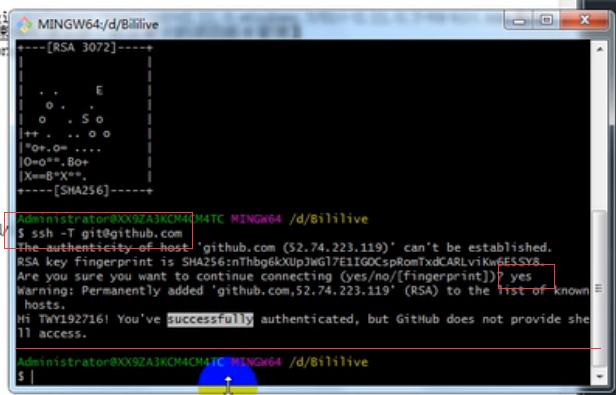 MINGW64:/d/Bililive
+---[RSA 3072]----+
|                 |
|                 |
|  . .     E      |
|   o .   .       |
|  o     . S o    |
|++ .   .. o o    |
|*o+.o= ....      |
|O=o**.Bo+        |
|X==B*X**.        |
+----[SHA256]-----+
Administrator@XX9ZA3KCM4CM4TC MINGW64 /d/Bililive
$ ssh -T git@github.com
The authenticity of host 'github.com (52.74.223.119)' can't be established.
RSA key fingerprint is SHA256:nThbg6kXUpJWGl7E1IGOCspRomTxdCARLviKw6E5SY8.
Are you sure you want to continue connecting (yes/no/[fingerprint])? yes
Warning: Permanently added 'github.com,52.74.223.119' (RSA) to the list of known
hosts.
Hi TWY192716! You've successfully authenticated, but GitHub does not provide she
ll access.
Administrator@XX9ZA3KCM4CM4TC MINGW64 /d/Bililive
$